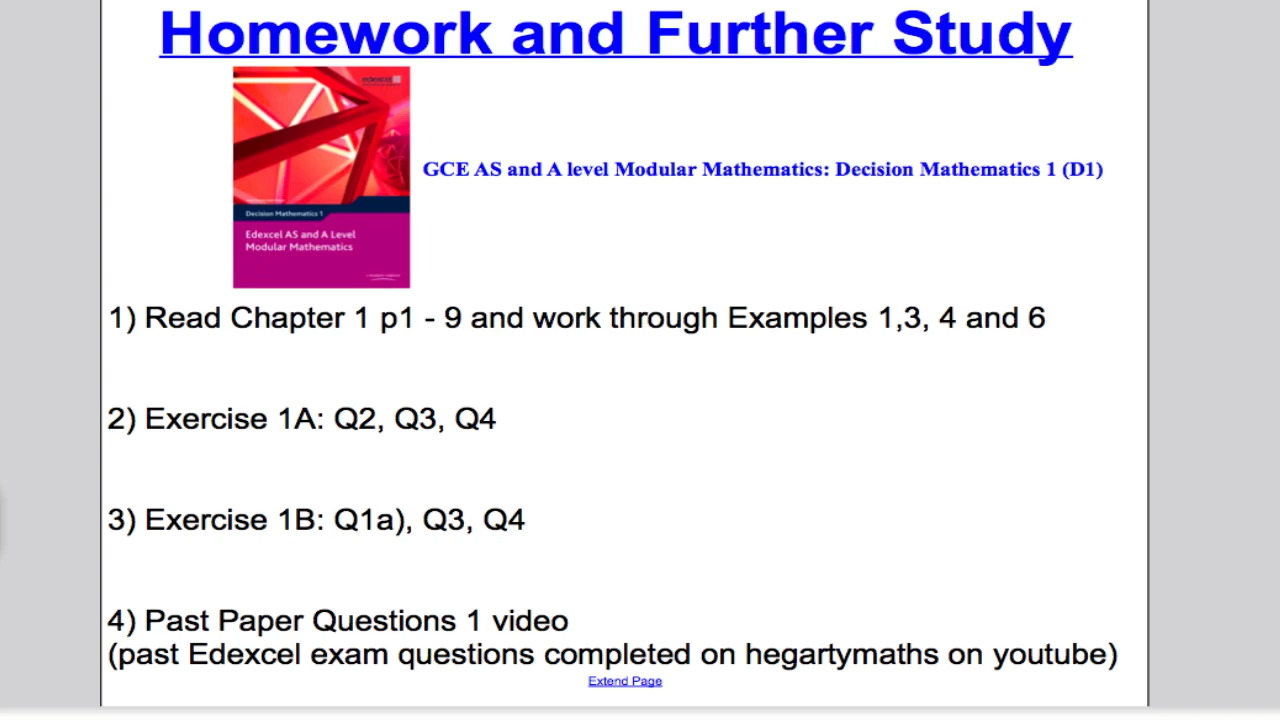 Homework and Further Study
edexcel
GCE AS and A level Modular Mathematics: Decision Mathematics 1 (D1)
Decision Mathematics 1
Edexcel AS and A Level
Modular Mathematics
1) Read Chapter 1 p1 - 9 and work through Examples 1,3, 4 and 6
2) Exercise 1A: Q2, Q3, Q4
3) Exercise 1B: Q1a), Q3, Q4
4) Past Paper Questions 1 video
(past Edexcel exam questions completed on hegartymaths on youtube)
Extend Page